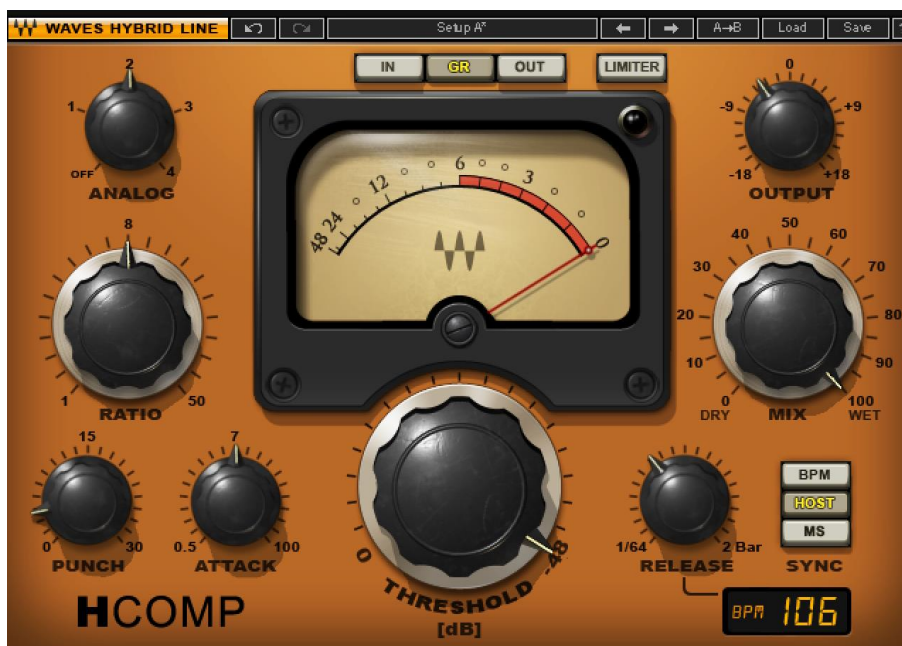 WAVES HYBRID LINE
Setup A*
A→B
Load
Save
IN
GR
OUT
LIMITER
OFF
1
2
3
4
ANALOG
48
24
12
6
3
0
-18
-9
0
+9
+18
OUTPUT
1
8
50
RATIO
0
10
20
30
40
50
60
70
80
90
100
DRY
MIX
WET
0
15
30
PUNCH
0.5
7
100
ATTACK
0
-48
THRESHOLD
[dB]
1/64
2 Bar
RELEASE
BPM
HOST
MS
SYNC
HCOMP
BPM 106